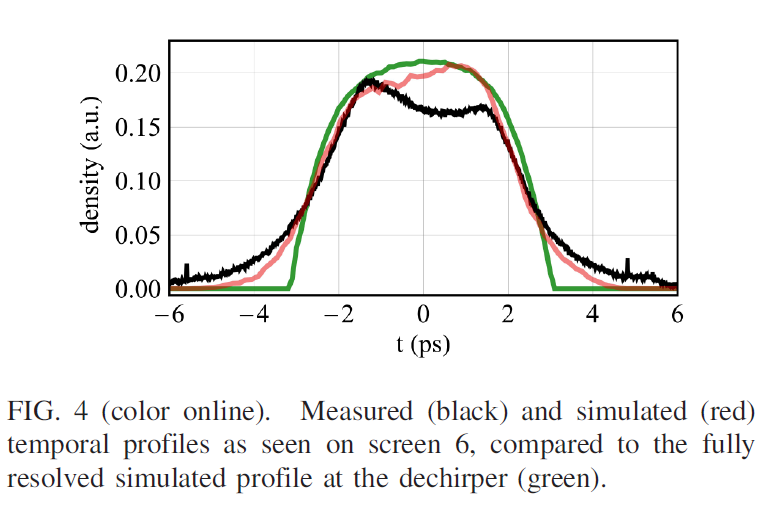 density (a.u.)
0.20
0.15
0.10
0.05
0.00
−6
−4
−2
0
2
4
6
t (ps)
FIG. 4 (color online). Measured (black) and simulated (red)
temporal profiles as seen on screen 6, compared to the fully
resolved simulated profile at the dechirper (green).